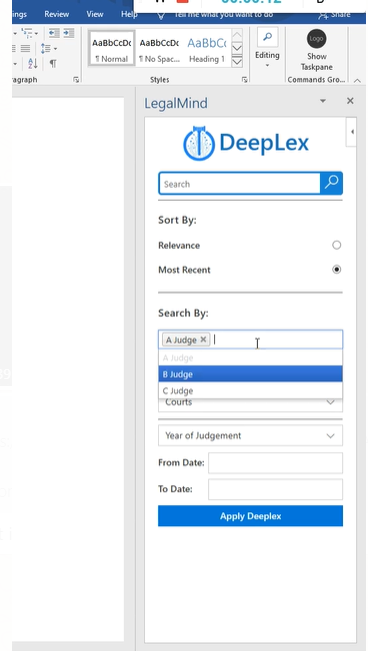 ngs Review View Help Tell me what you want to do Share
AaBbCcDc AaBbCcDc AaBbCc
¶ Normal ¶ No Spac... Heading 1
Editing
Logo
Show
Taskpane
ragraph Styles Commands Gro...
LegalMind
DeepLex
Search
Sort By:
Relevance
Most Recent
Search By:
A Judge ×
A Judge
B Judge
C Judge
Courts
Year of Judgement
From Date:
To Date:
Apply Deeplex